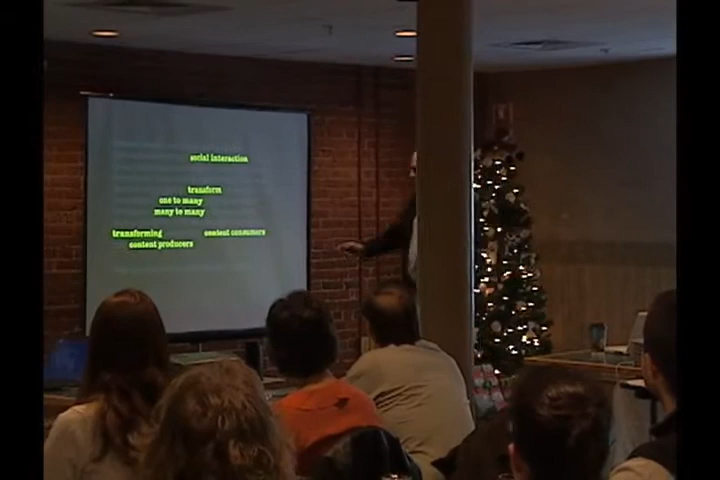 social interaction
transform
one to many
many to many
transforming content consumers
content producers